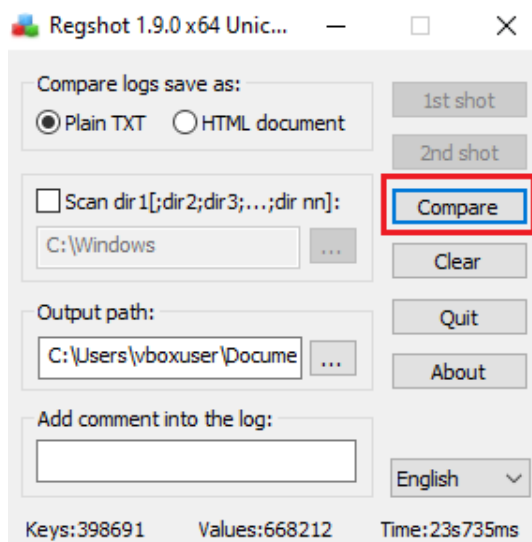 Regshot 1.9.0 x64 Unic...
Compare logs save as:
Plain TXT HTML document
1st shot
2nd shot
Scan dir1[;dir2;dir3;...;dir nn]:
C:\Windows ...
Compare
Clear
Output path:
C:\Users\vboxuser\Docume ...
Quit
About
Add comment into the log:
English
Keys:398691 Values:668212 Time:23s735ms